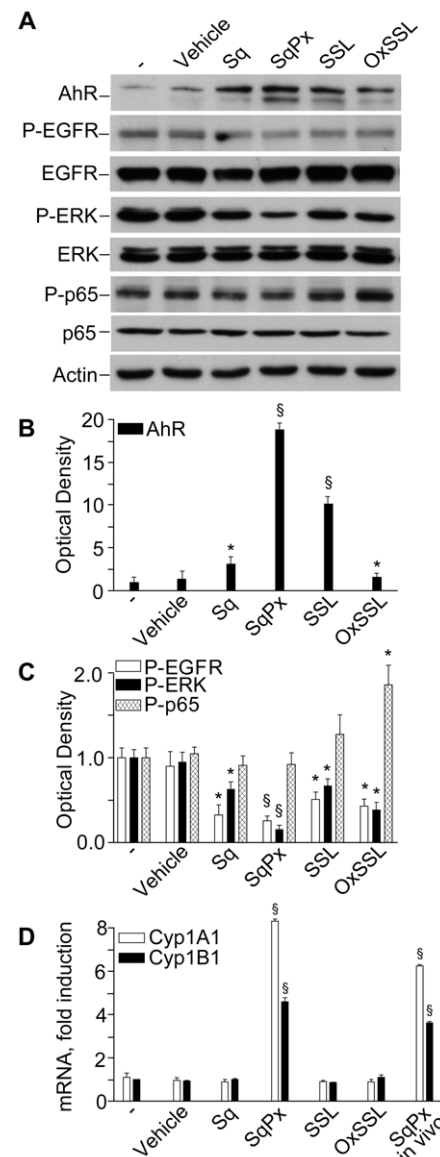 A
- Vehicle Sq SqPx SSL OxSSL
AhR
P-EGFR
EGFR
P-ERK
ERK
P-p65
p65
Actin
B
AhR
Optical Density
20
15
10
5
0
§
§
*
*
- Vehicle Sq SqPx SSL OxSSL
C
P-EGFR
P-ERK
P-p65
Optical Density
2.0
1.0
0.0
* * § § * * * * *
- Vehicle Sq SqPx SSL OxSSL
D
Cyp1A1
Cyp1B1
mRNA, fold induction
8
6
4
2
0
§ § § §
- Vehicle Sq SqPx SSL OxSSL SqPx
in vivo